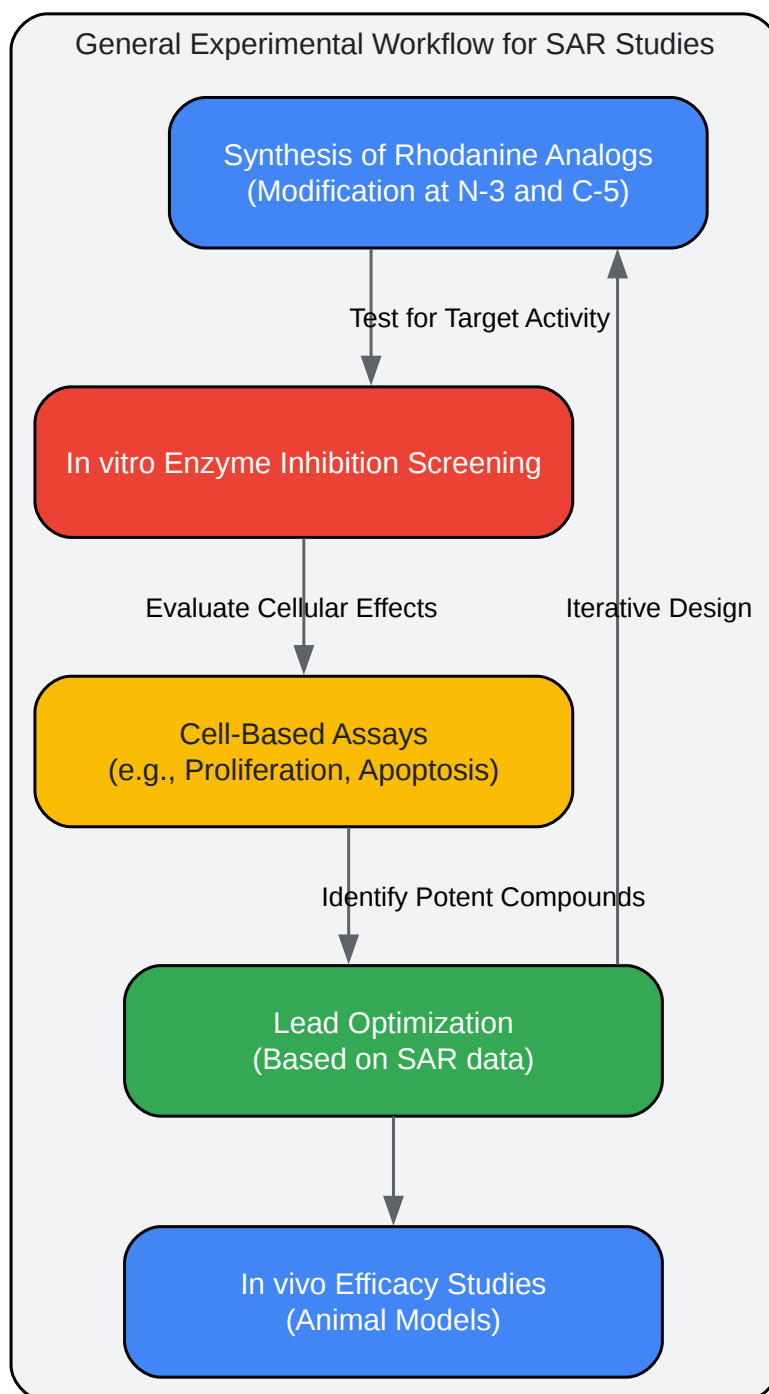 General Experimental Workflow for SAR Studies
Synthesis of Rhodanine Analogs
(Modification at N-3 and C-5)
Test for Target Activity
In vitro Enzyme Inhibition Screening
Evaluate Cellular Effects
Iterative Design
Cell-Based Assays
(e.g., Proliferation, Apoptosis)
Identify Potent Compounds
Lead Optimization
(Based on SAR data)
In vivo Efficacy Studies
(Animal Models)